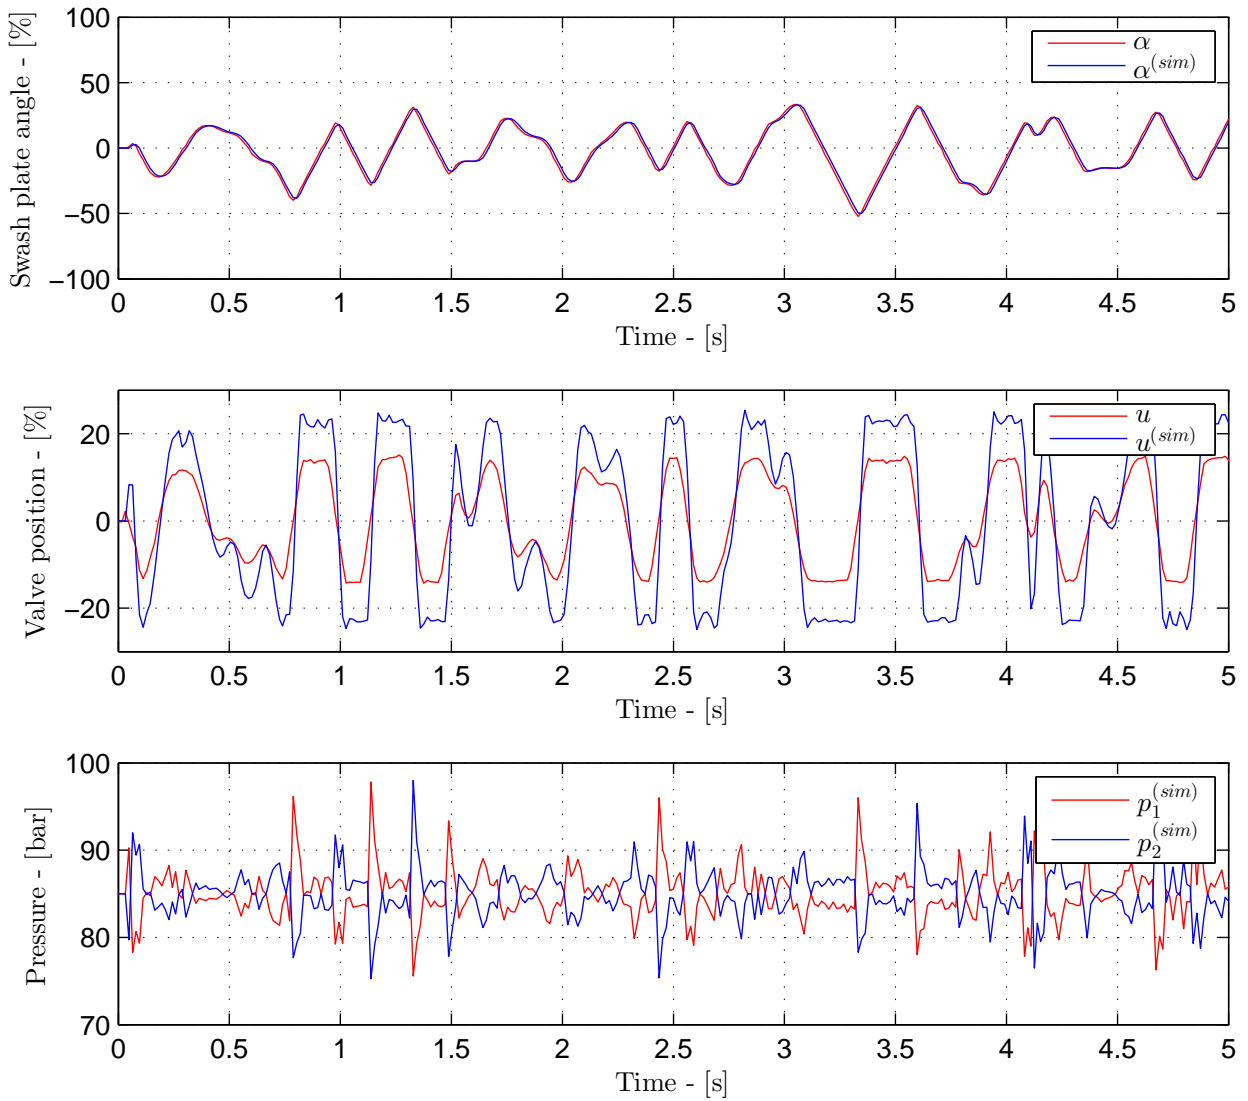 100
50
0
−50
−100
Swash plate angle - [%]
α
α^(sim)
0 0.5 1 1.5 2 2.5 3 3.5 4 4.5 5
Time - [s]
20
0
−20
Valve position - [%]
u
u^(sim)
0 0.5 1 1.5 2 2.5 3 3.5 4 4.5 5
Time - [s]
100
90
80
70
Pressure - [bar]
p_1^(sim)
p_2^(sim)
0 0.5 1 1.5 2 2.5 3 3.5 4 4.5 5
Time - [s]